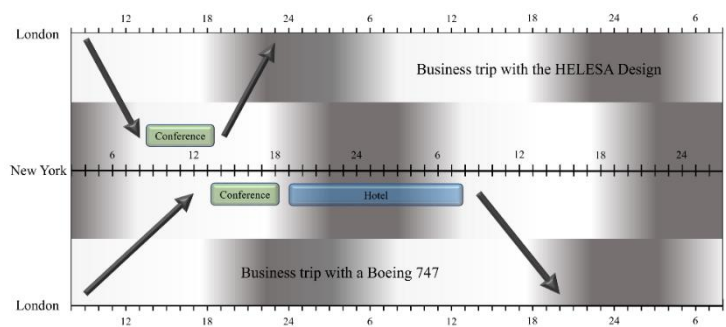 12 18 24 6 12 18 24 6
London
Business trip with the HELESA Design
Conference
6 12 18 24 6 12 18 24
New York
Conference Hotel
Business trip with a Boeing 747
London
12 18 24 6 12 18 24 6